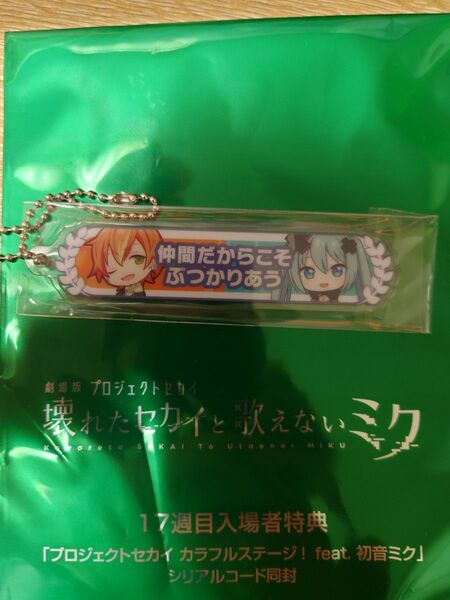 仲間だからこそ
ぶつかりあう
劇場版 プロジェクトセカイ
壊れたセカイと歌えないミク
Kowareta SEKAI To Utaenai MIKU
17週目入場者特典
「プロジェクトセカイ カラフルステージ! feat. 初音ミク」
シリアルコード同封